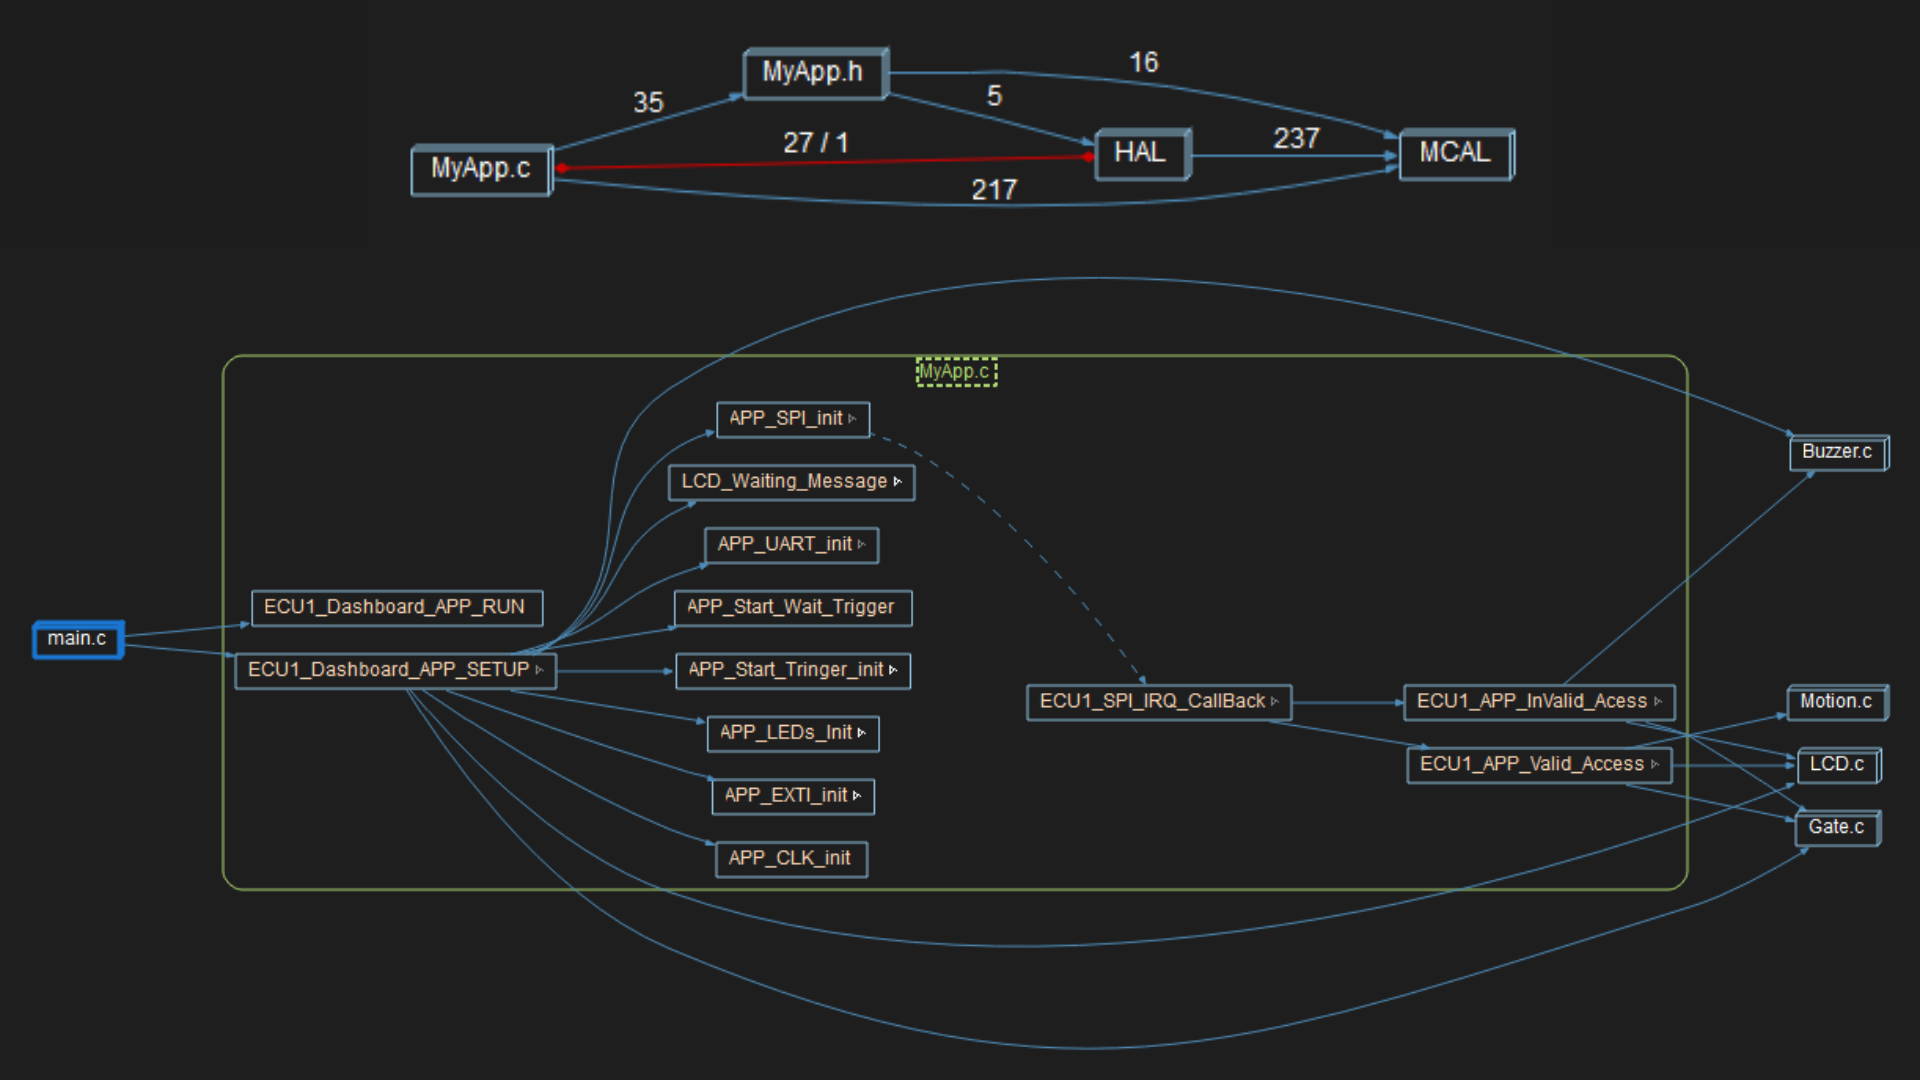 MyApp.h
16
35
5
27 / 1
237
MyApp.c
HAL
MCAL
217
MyApp.c
APP_SPI_init
LCD_Waiting_Message
APP_UART_init
ECU1_Dashboard_APP_RUN
APP_Start_Wait_Trigger
main.c
ECU1_Dashboard_APP_SETUP
APP_Start_Tringer_init
APP_LEDs_Init
APP_EXTI_init
APP_CLK_init
ECU1_SPI_IRQ_CallBack
ECU1_APP_InValid_Acess
ECU1_APP_Valid_Access
Buzzer.c
Motion.c
LCD.c
Gate.c